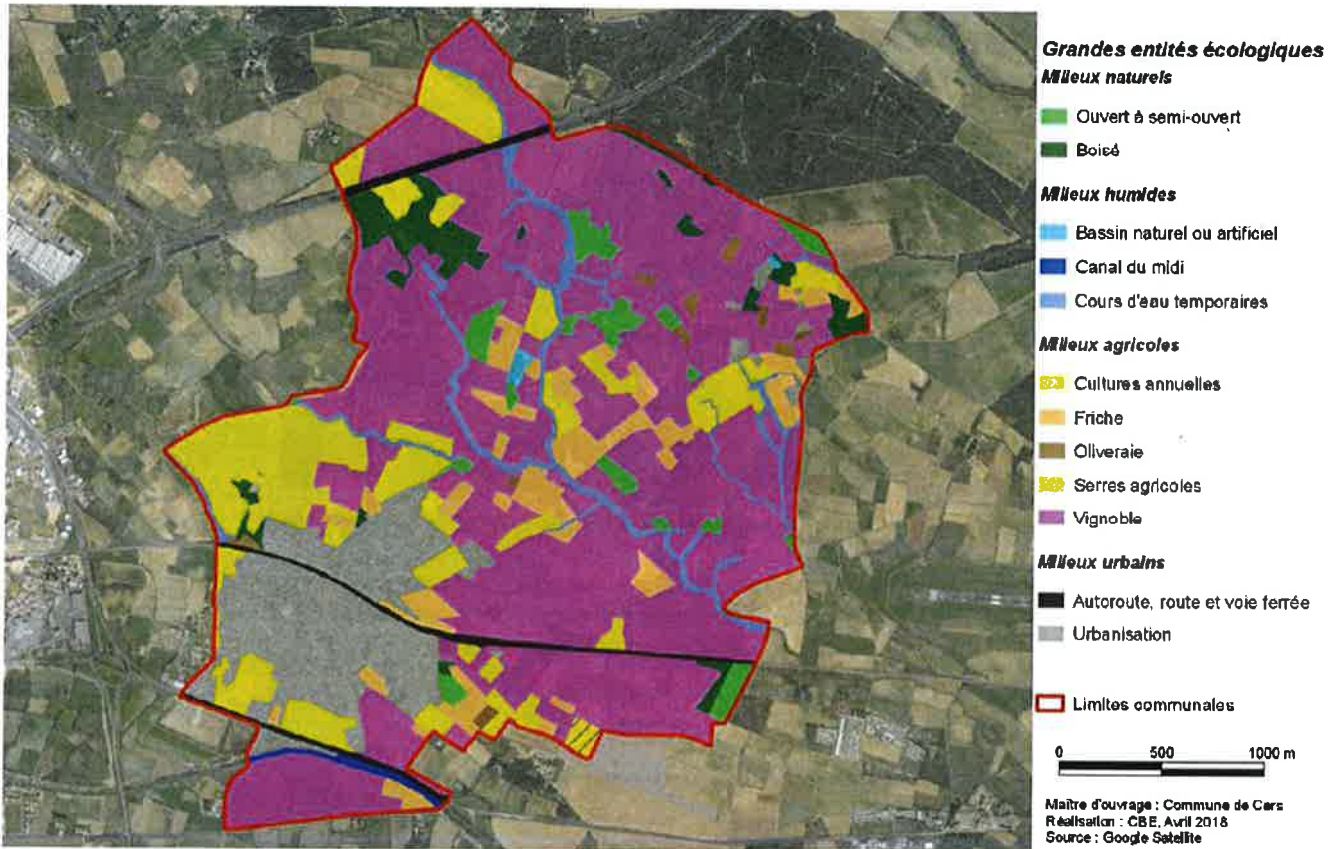 Grandes entités écologiques
Milieux naturels
Ouvert à semi-ouvert
Boisé
Milieux humides
Bassin naturel ou artificiel
Canal du midi
Cours d'eau temporaires
Milieux agricoles
Cultures annuelles
Friche
Oliveraie
Serres agricoles
Vignoble
Milieux urbains
Autoroute, route et voie ferrée
Urbanisation
Limites communales
0 500 1000 m
Maître d'ouvrage : Commune de Cers
Réalisation : CBE, Avril 2018
Source : Google Satellite